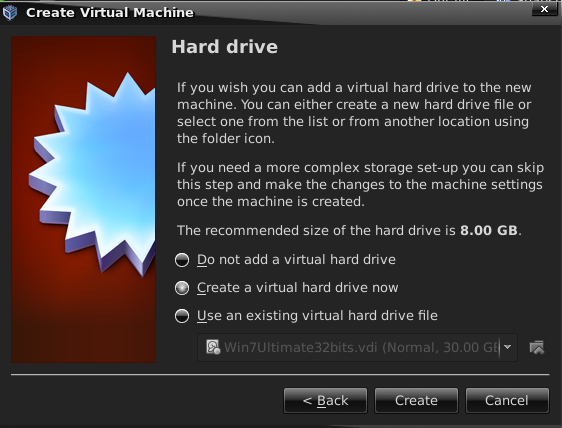 Create Virtual Machine
Hard drive
If you wish you can add a virtual hard drive to the new
machine. You can either create a new hard drive file or
select one from the list or from another location using
the folder icon.
If you need a more complex storage set-up you can skip
this step and make the changes to the machine settings
once the machine is created.
The recommended size of the hard drive is 8.00 GB.
Do not add a virtual hard drive
Create a virtual hard drive now
Use an existing virtual hard drive file
Win7Ultimate32bits.vdi (Normal, 30.00 GB
< Back Create Cancel